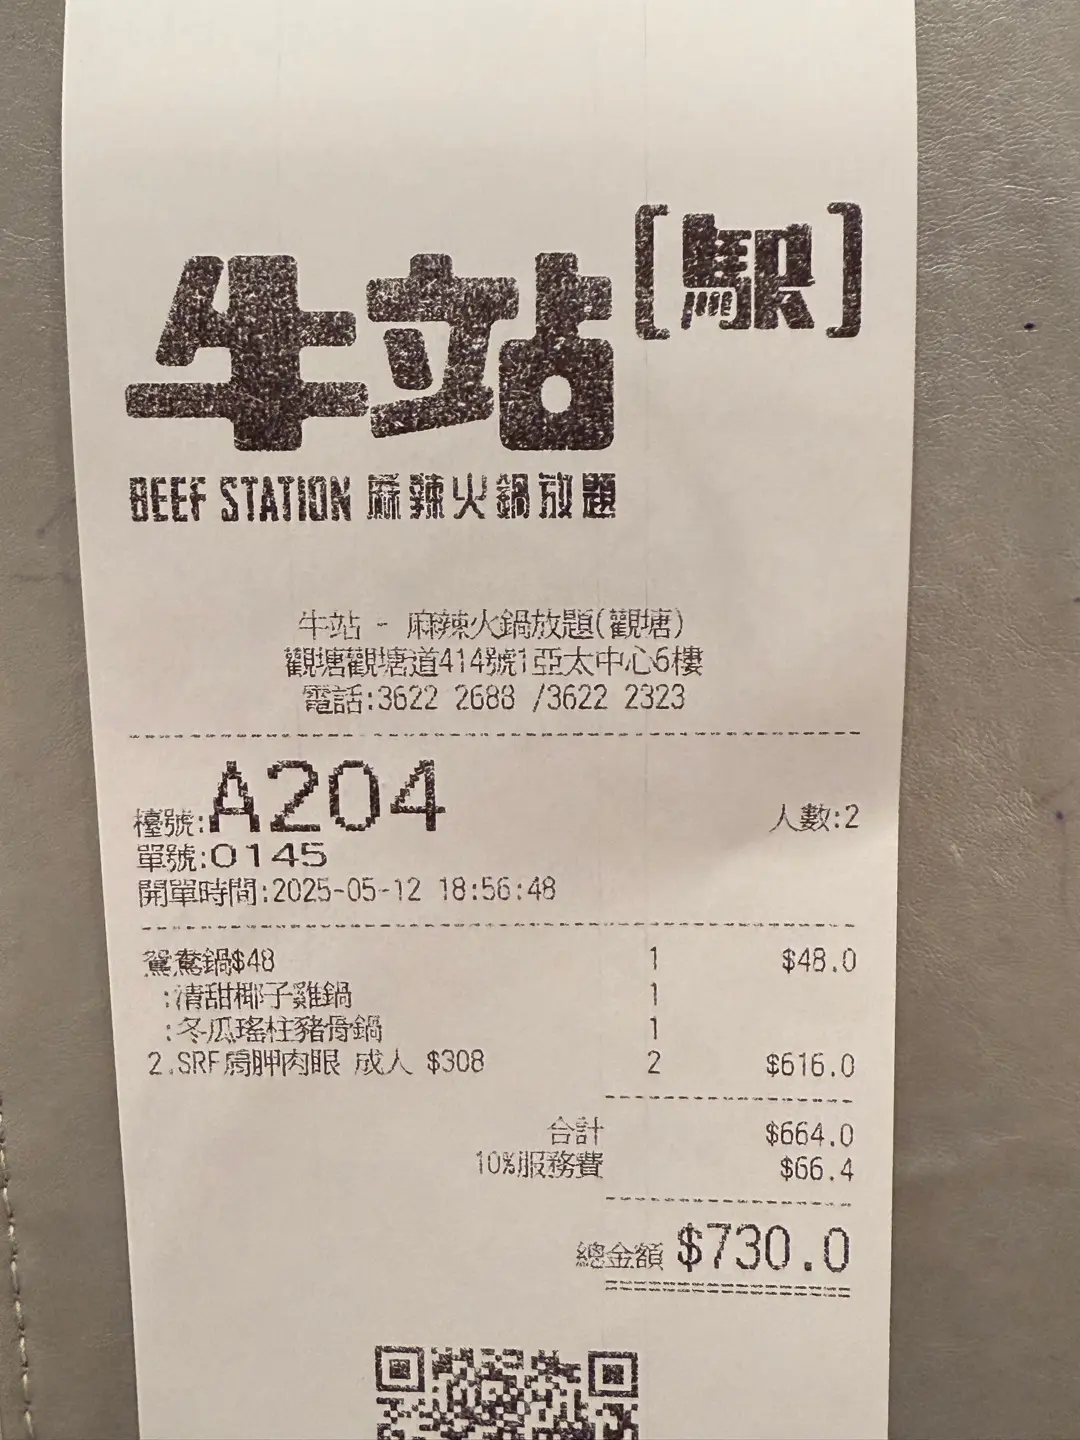 牛站[駅]
BEEF STATION 麻辣火鍋放題
牛站 - 麻辣火鍋放題(觀塘)
觀塘觀塘道414號1亞太中心6樓
電話:3622 2688 /3622 2323
檯號:A204 人數:2
單號:0145
開單時間:2025-05-12 18:56:48
鴛鴦鍋$48 1 $48.0
:清甜椰子雞鍋 1
:冬瓜瑤柱豬骨鍋 1
2.SRF肩胛肉眼 成人 $308 2 $616.0
合計 $664.0
10%服務費 $66.4
總金額 $730.0